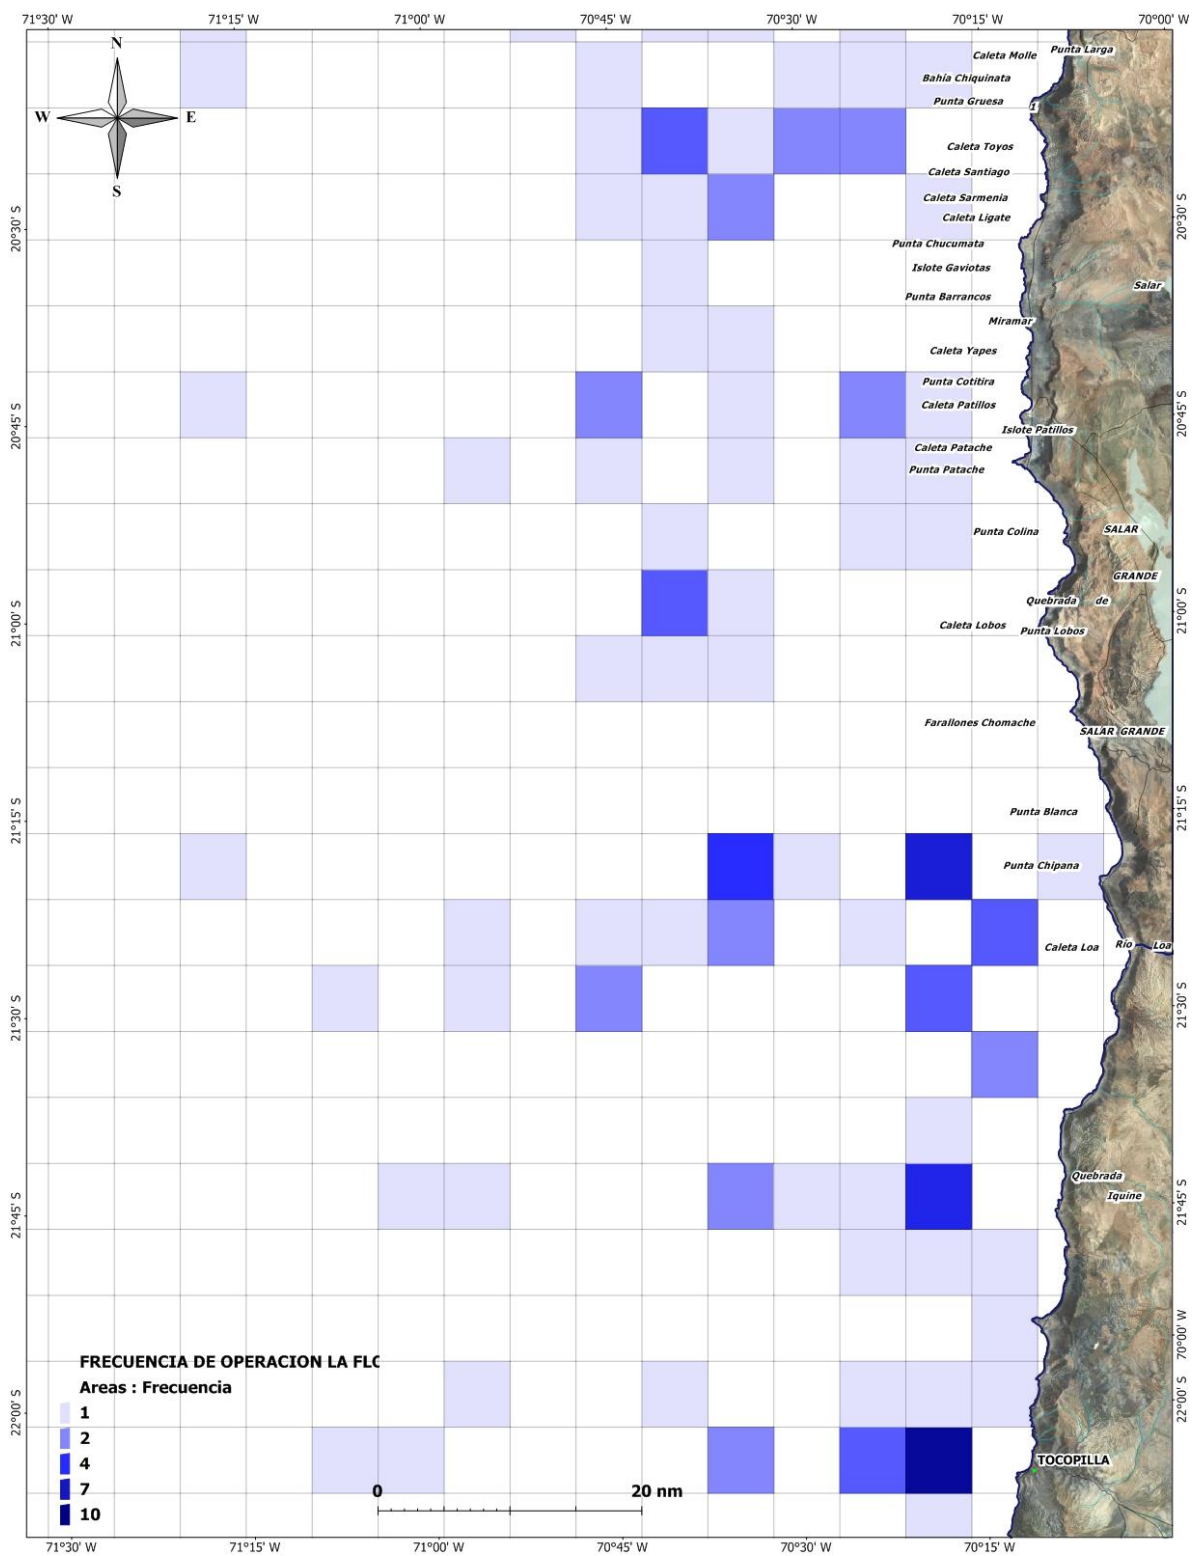 71°30' W 71°15' W 71°00' W 70°45' W 70°30' W 70°15' W 70°00' W
N
W E
S
Caleta Molle Punta Larga
Bahía Chiquinata
Punta Gruesa
1
Caleta Toyos
Caleta Santiago
Caleta Sarmenia
Caleta Ligate
20°30' S 20°30' S
Punta Chucumata
Islote Gaviotas
Punta Barrancos
Salar
Miramar
Caleta Yapes
Punta Cotitira
Caleta Patillos
20°45' S 20°45' S
Islote Patillos
Caleta Patache
Punta Patache
Punta Colina
SALAR
GRANDE
Quebrada de
21°00' S 21°00' S
Caleta Lobos
Punta Lobos
Farallones Chomache
SALAR GRANDE
21°15' S 21°15' S
Punta Blanca
Punta Chipana
Caleta Loa
Río Loa
21°30' S 21°30' S
Quebrada
Iquine
21°45' S 21°45' S
70°00' W
FRECUENCIA DE OPERACION LA FLO
Areas : Frecuencia
1
2
4
7
10
22°00' S 22°00' S
TOCOPILLA
0 20 nm
71°30' W 71°15' W 71°00' W 70°45' W 70°30' W 70°15' W